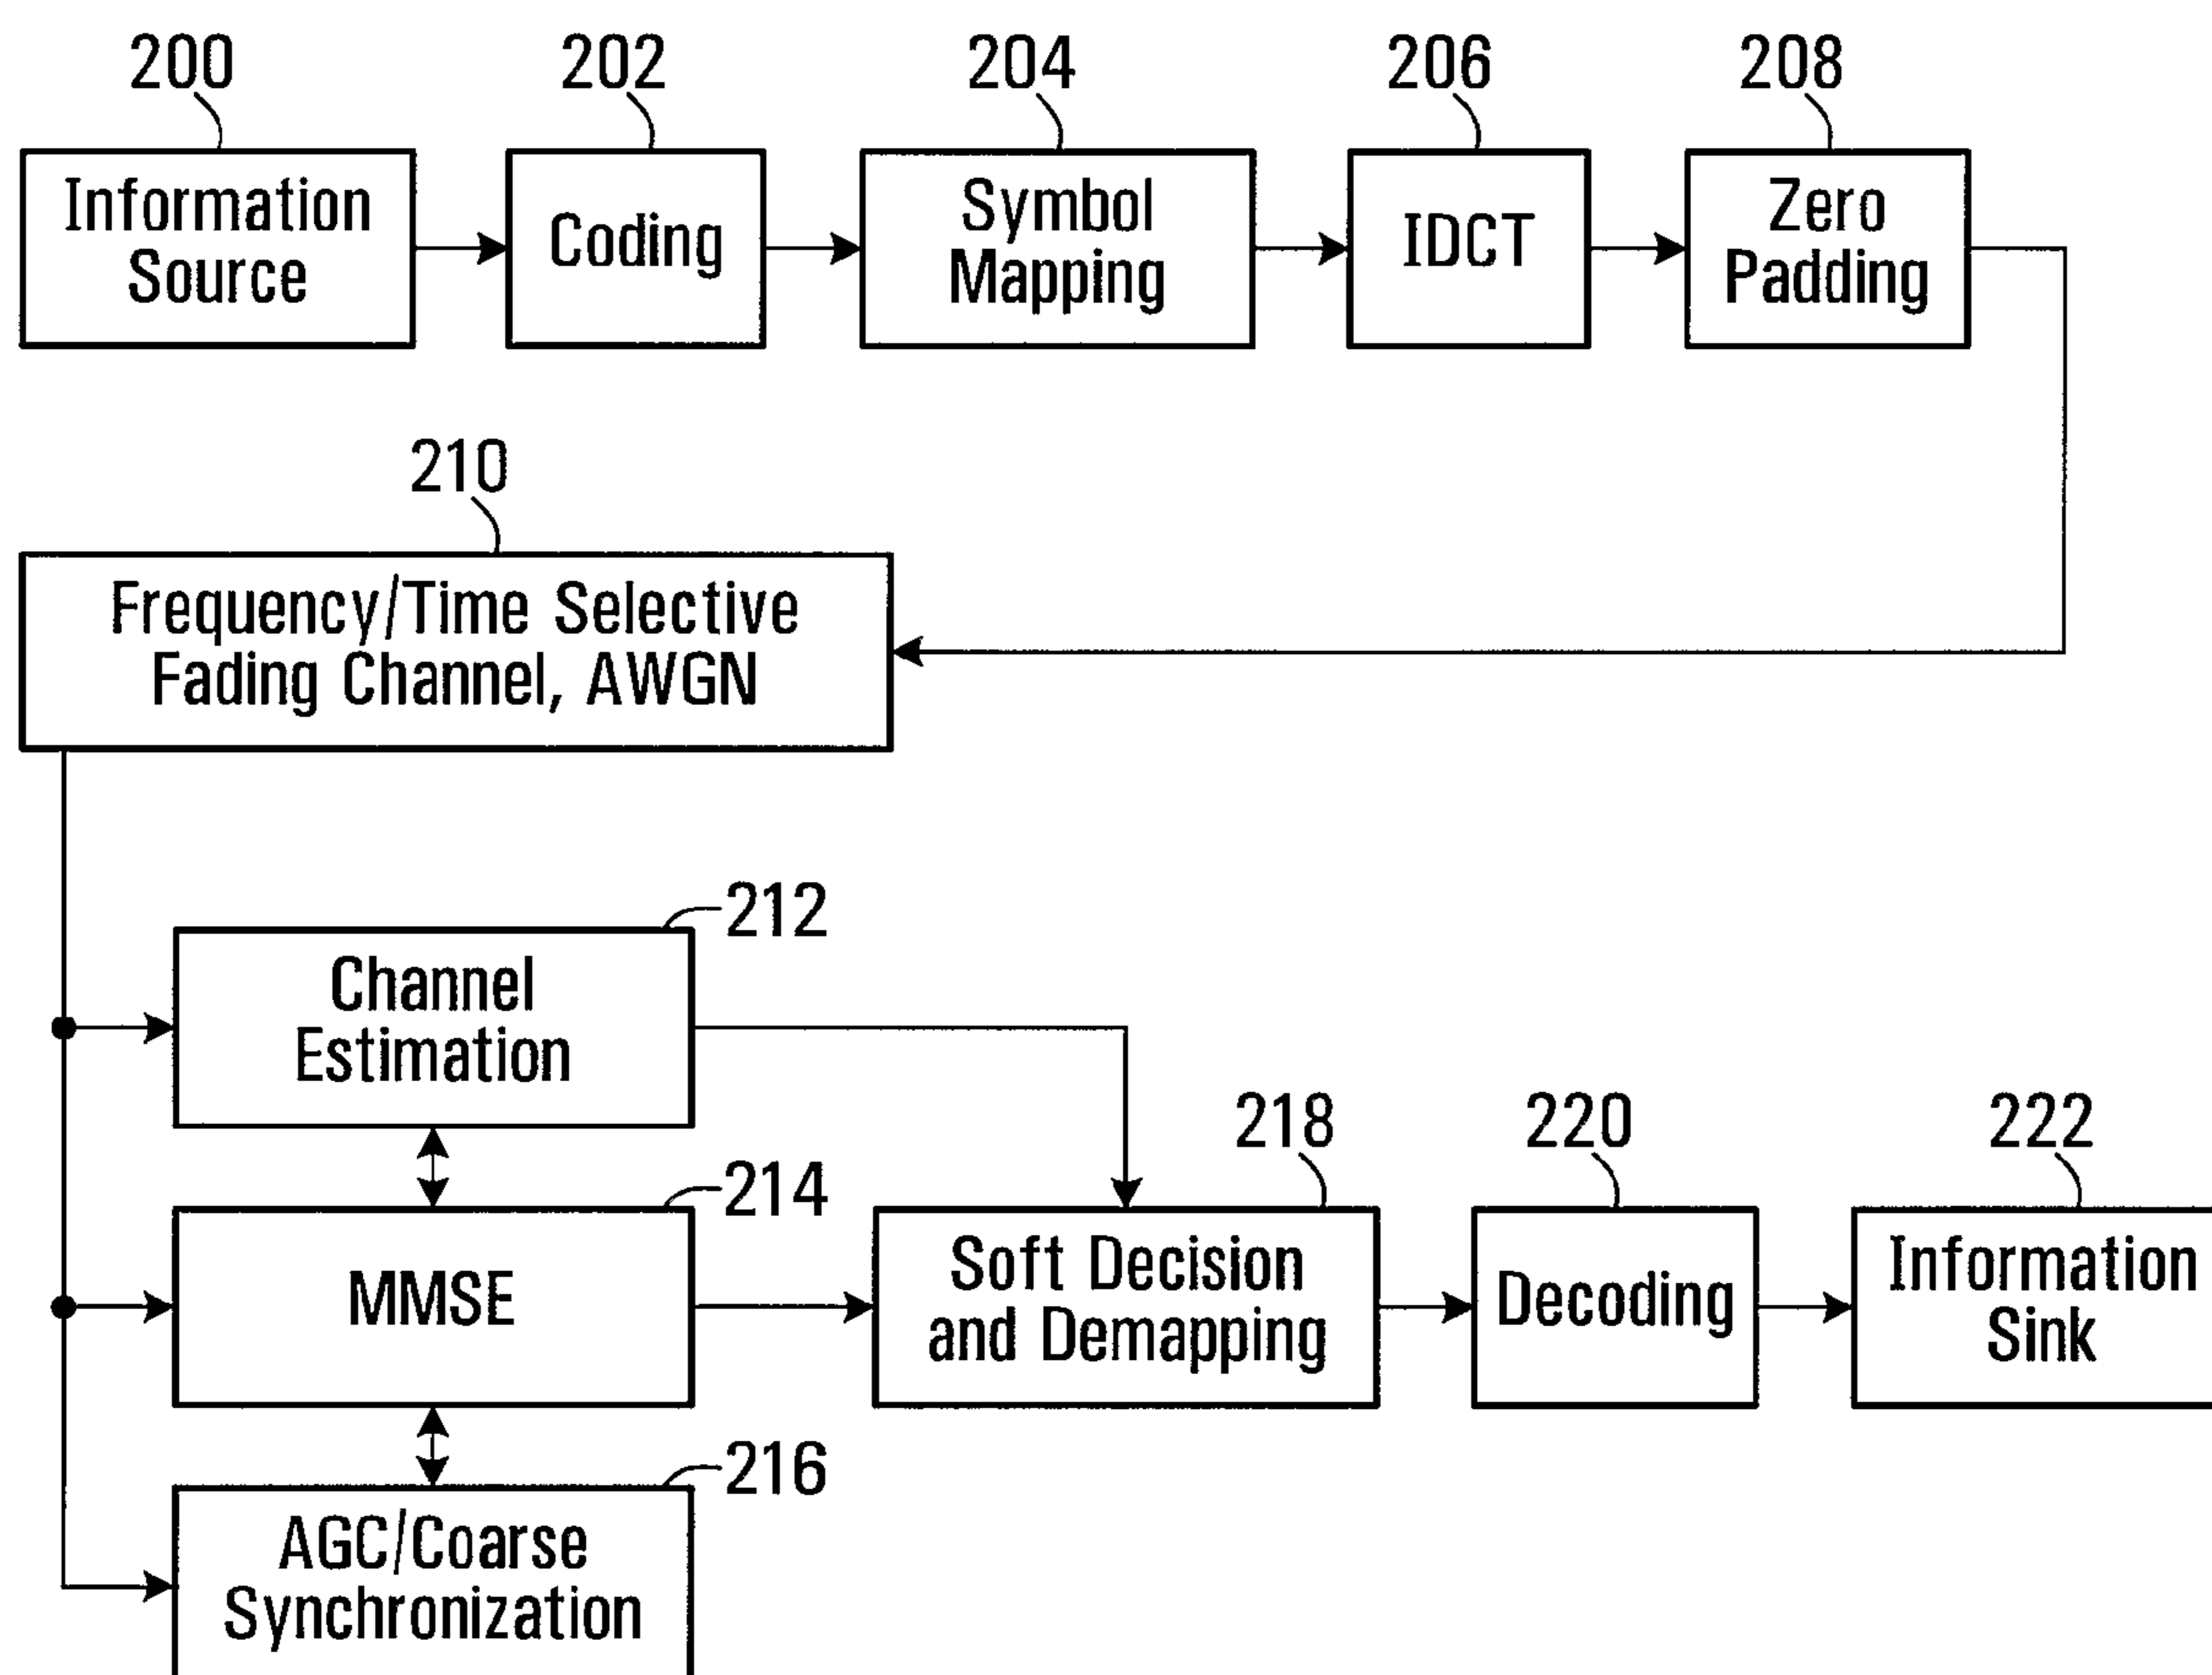 200
202
204
206
208
Information
Source
Coding
Symbol
Mapping
IDCT
Zero
Padding
210
Frequency/Time Selective
Fading Channel, AWGN
212
Channel
Estimation
214
MMSE
218
Soft Decision
and Demapping
220
Decoding
222
Information
Sink
216
AGC/Coarse
Synchronization